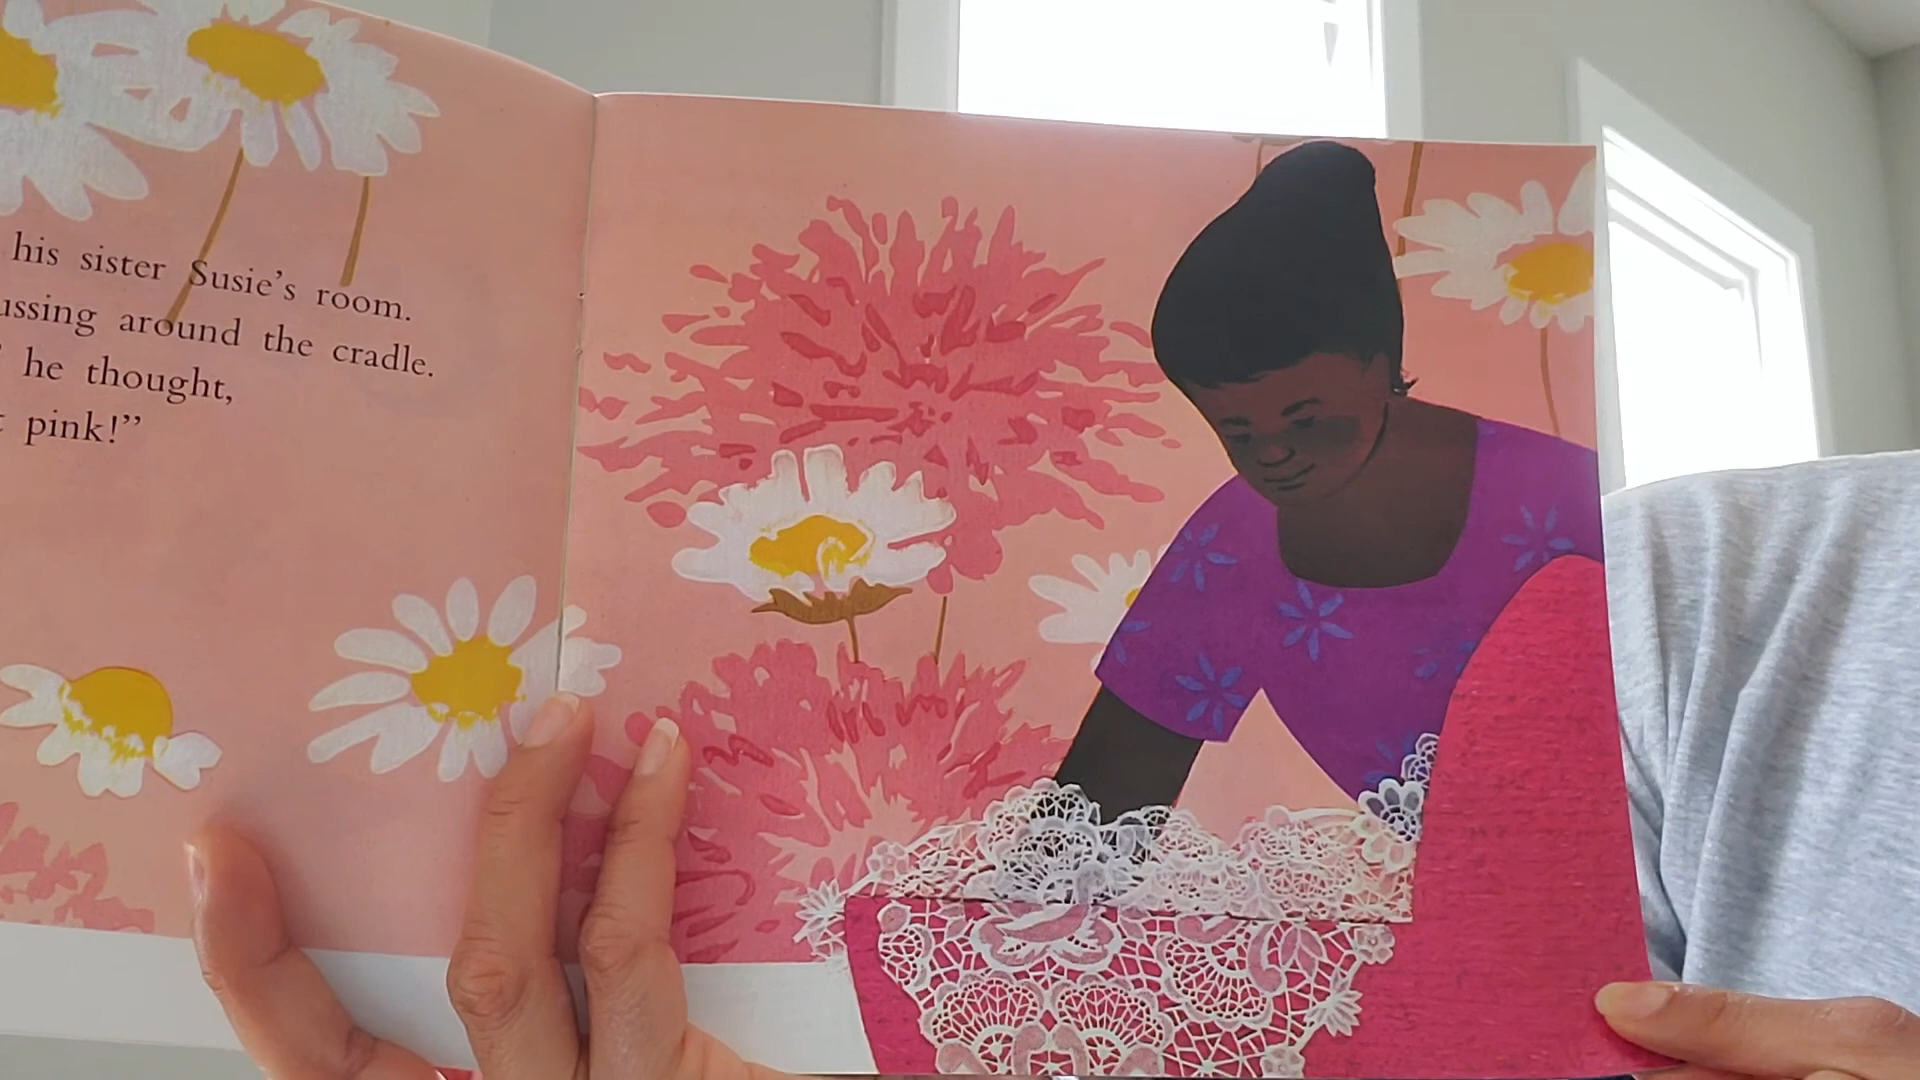 his sister Susie's room.
ussing around the cradle.
he thought,
pink!”